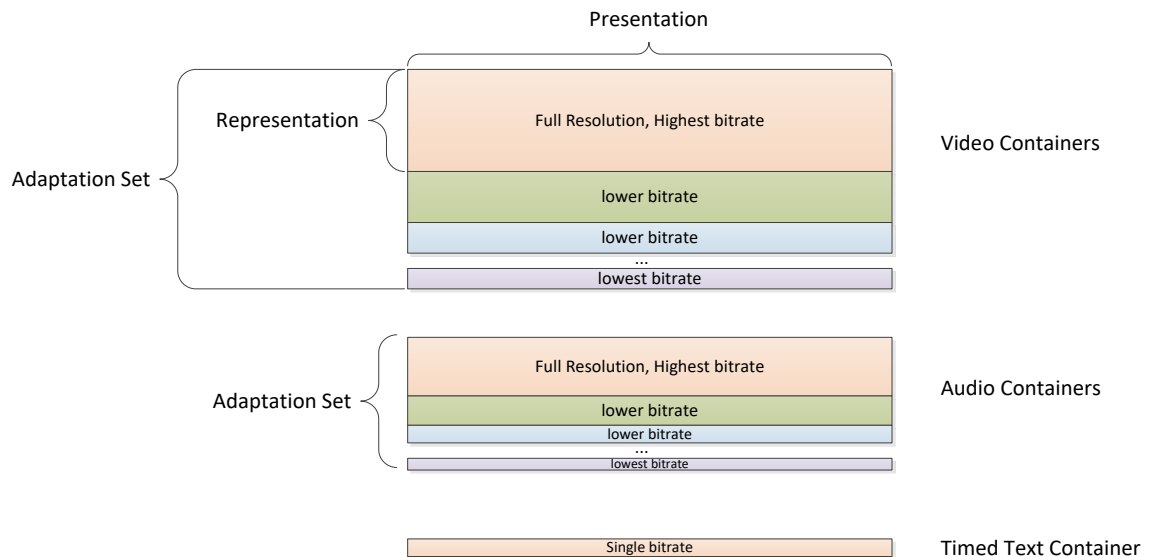 Presentation
Full Resolution, Highest bitrate
Representation
Video Containers
Adaptation Set
lower bitrate
lower bitrate
...
lowest bitrate
Full Resolution, Highest bitrate
Audio Containers
Adaptation Set
lower bitrate
lower bitrate
...
lowest bitrate
Single bitrate
Timed Text Container